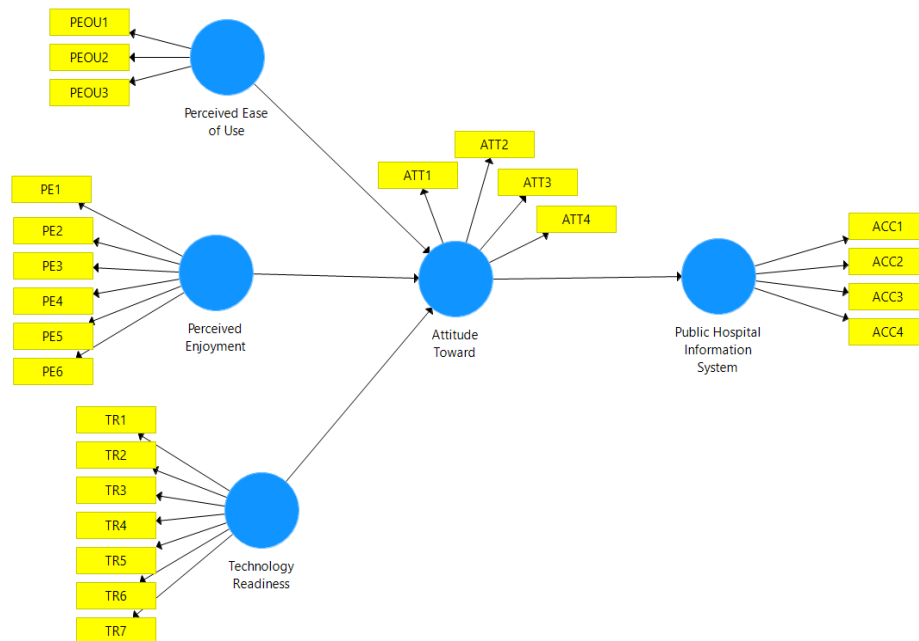 PEOU1
PEOU2
PEOU3
Perceived Ease
of Use
PE1
PE2
PE3
PE4
PE5
PE6
Perceived
Enjoyment
TR1
TR2
TR3
TR4
TR5
TR6
TR7
Technology
Readiness
ATT1
ATT2
ATT3
ATT4
Attitude
Toward
ACC1
ACC2
ACC3
ACC4
Public Hospital
Information
System